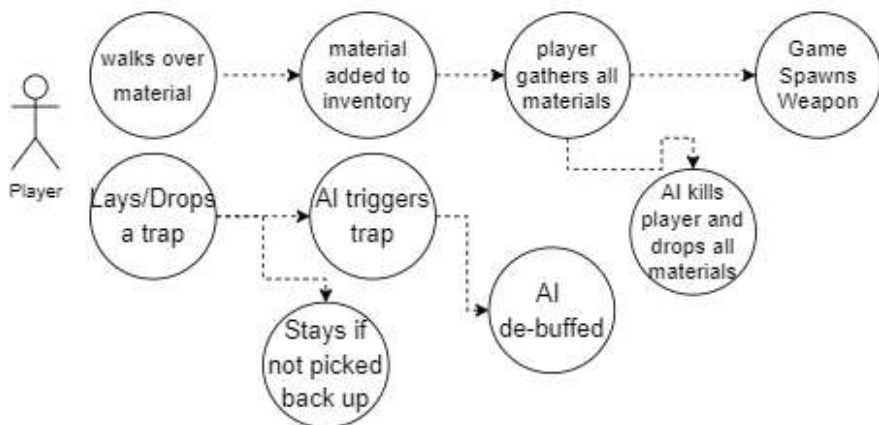 walks over
material
material
added to
inventory
player
gathers all
materials
Game
Spawns
Weapon
Player
Lays/Drops
a trap
AI triggers
trap
AI kills
player and
drops all
materials
Stays if
not picked
back up
AI
de-buffed